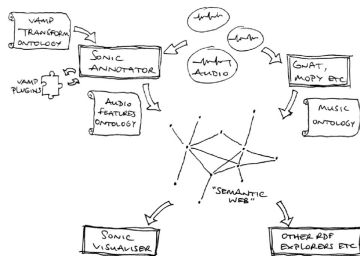 VAMP
TRANSFORM
ONTOLOGY
SONIC
ANNOTATOR
AUDIO
VAMP
PLUGINS
GNAT,
MOPY ETC
AUDIO
FEATURES
ONTOLOGY
MUSIC
ONTOLOGY
"SEMANTIC
WEB"
SONIC
VISUALISER
OTHER RDF
EXPLORERS ETC